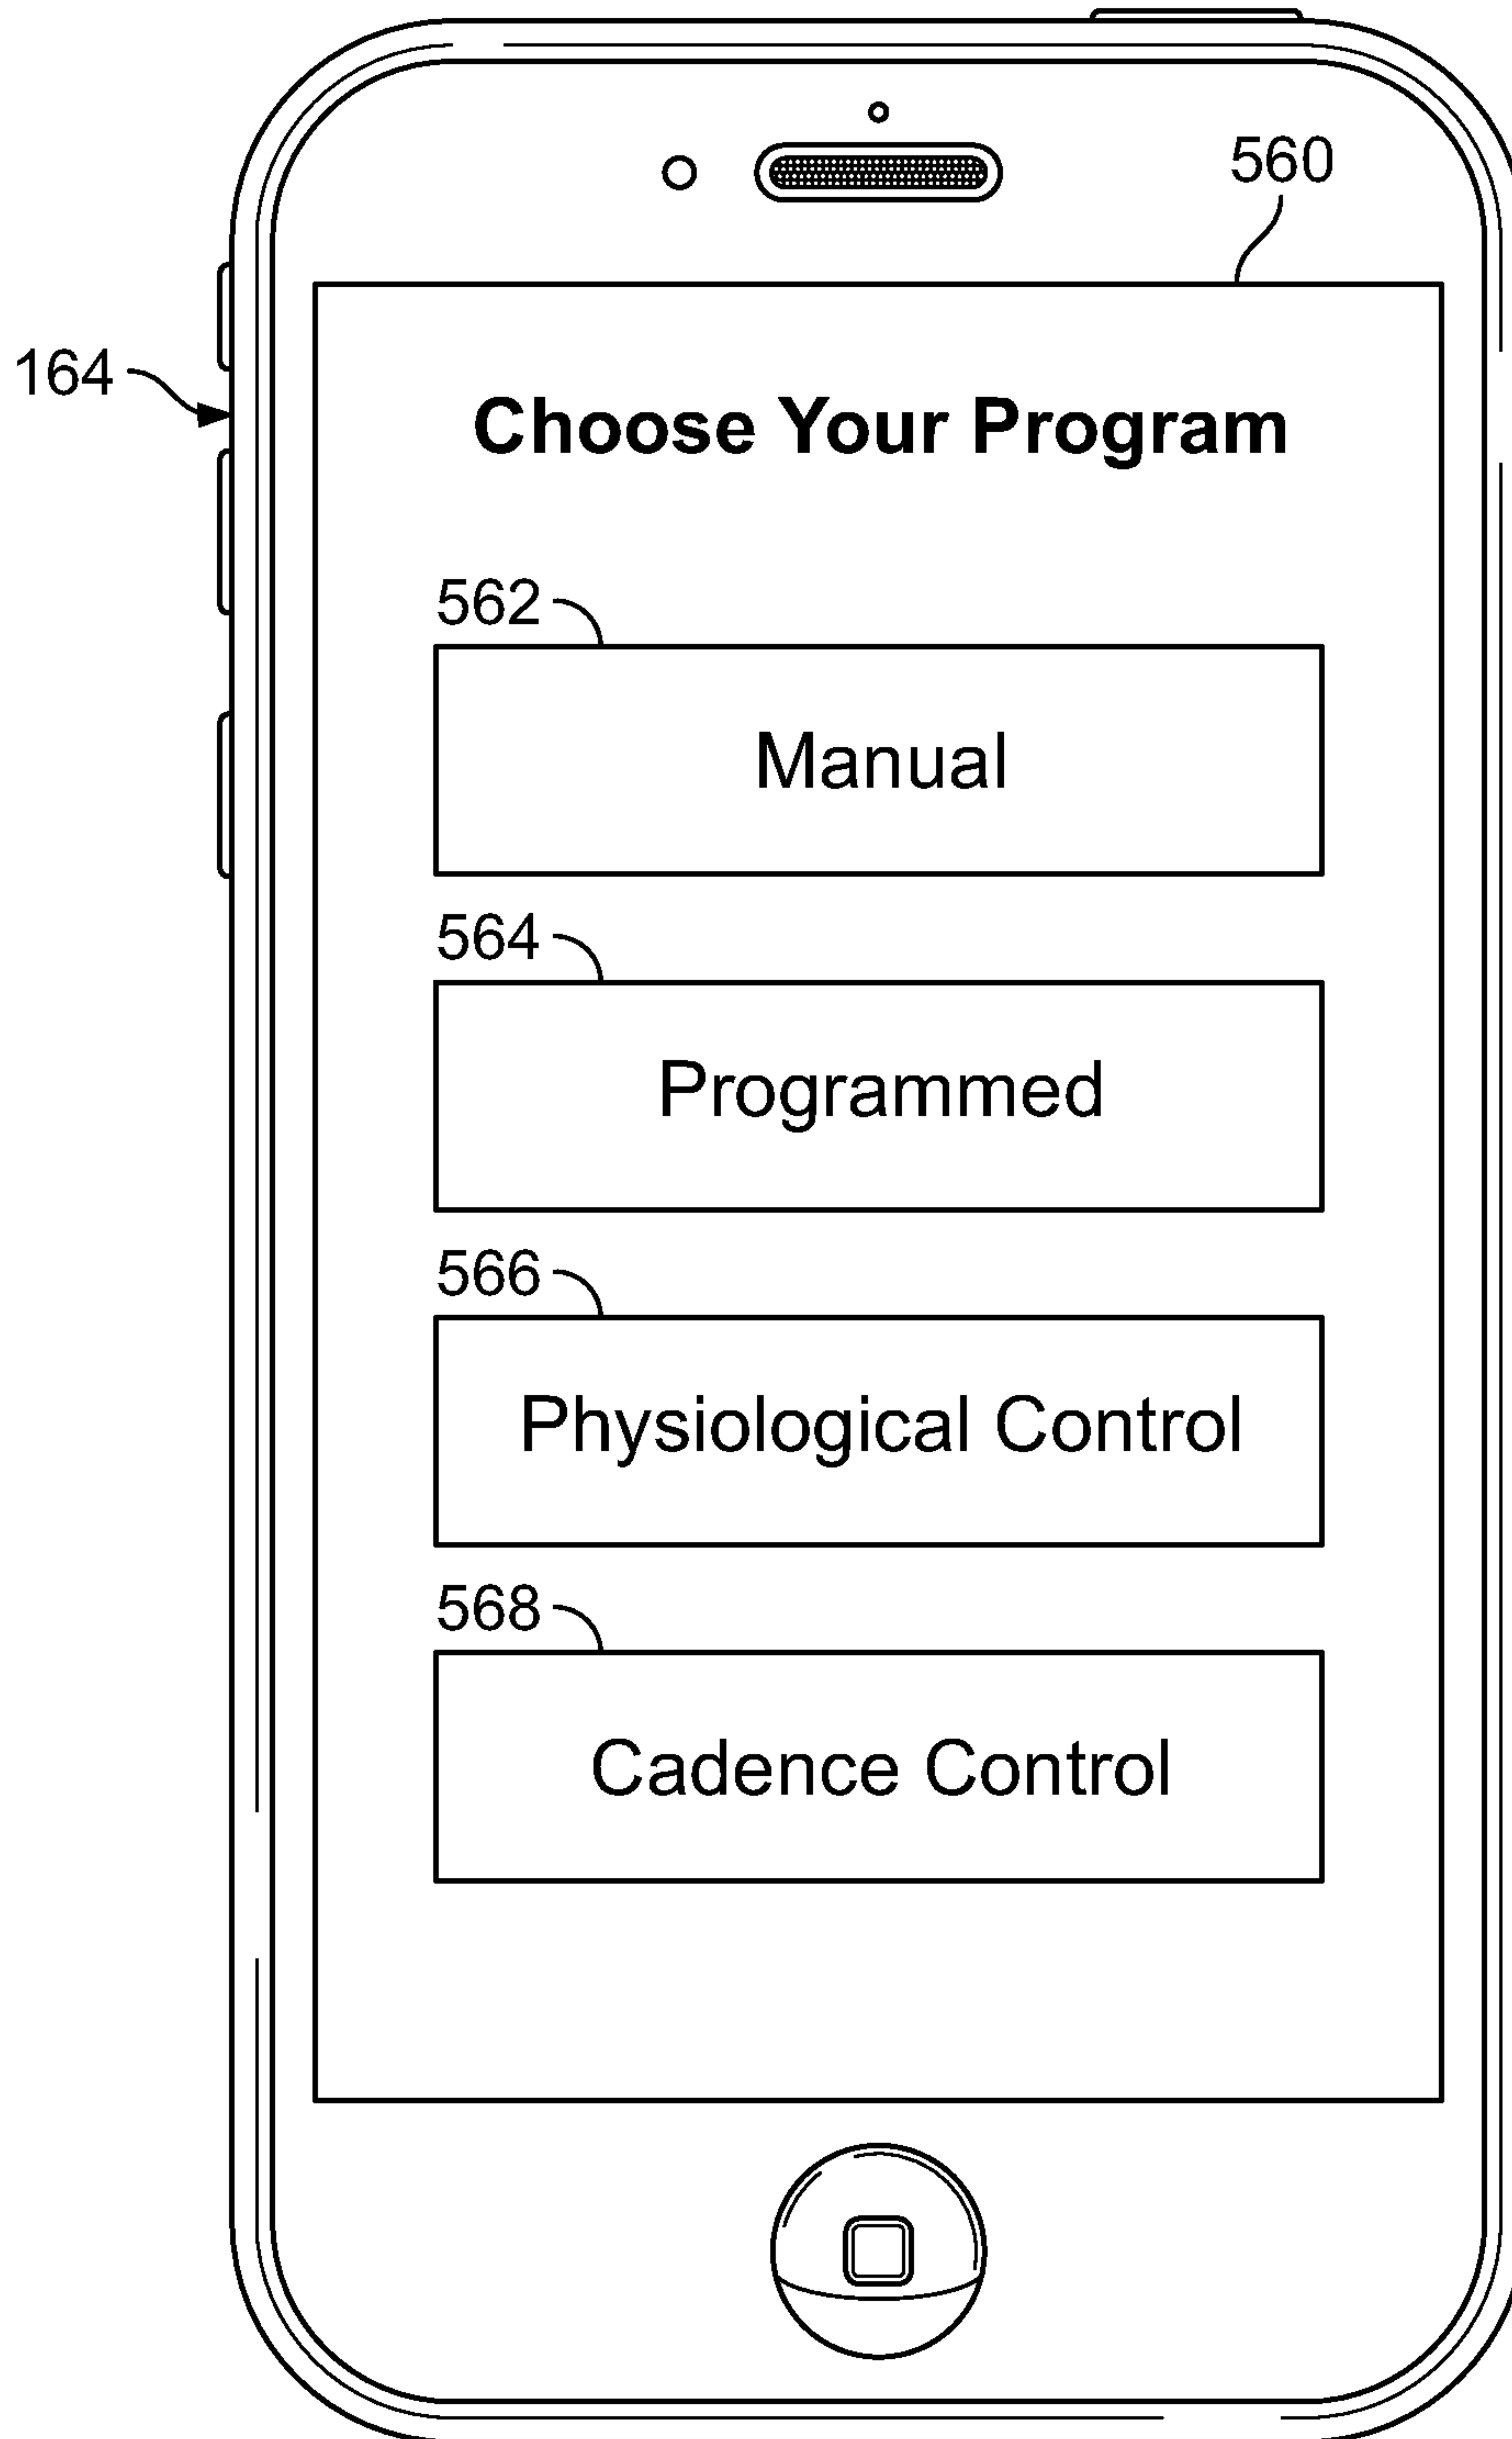 560
164
Choose Your Program
562
Manual
564
Programmed
566
Physiological Control
568
Cadence Control